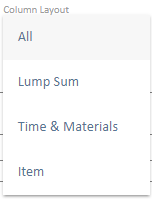 Column Layout
All
Lump Sum
Time & Materials
Item